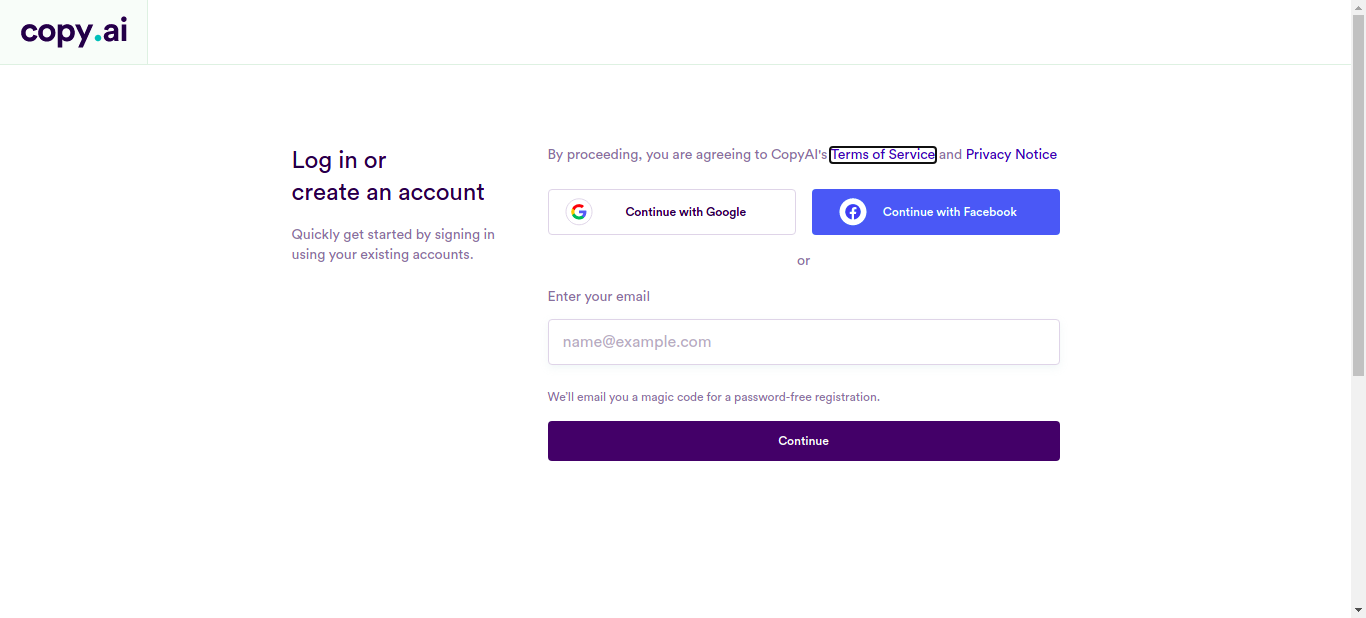 copy.ai
Log in or
create an account
Quickly get started by signing in
using your existing accounts.
By proceeding, you are agreeing to CopyAI's Terms of Service and Privacy Notice
Continue with Google
Continue with Facebook
or
Enter your email
name@example.com
We'll email you a magic code for a password-free registration.
Continue